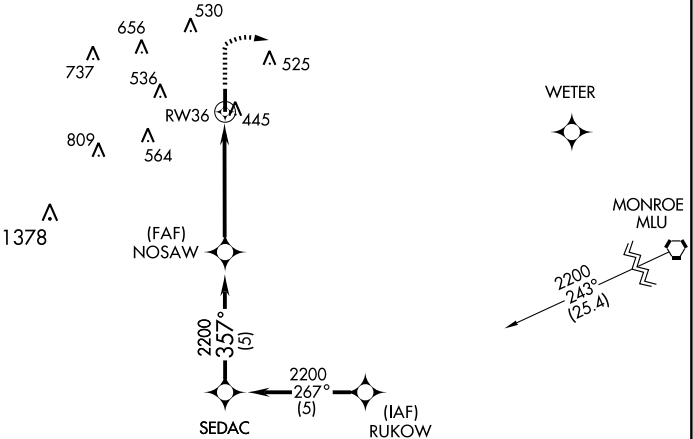 530
656
737
525
536
WETER
RW36
445
809
564
MONROE
MLU
1378
(FAF)
NOSAW
2200
243°
(25.4)
2200
357°
(5)
2200
267°
(5)
(IAF)
RUKOW
SEDAC